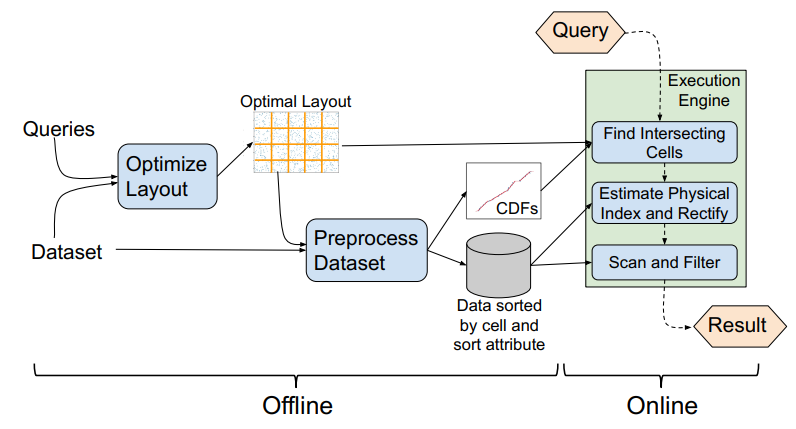 Query
Execution
Engine
Optimal Layout
Queries
Find Intersecting
Cells
Optimize
Layout
CDFs
Estimate Physical
Index and Rectify
Dataset
Preprocess
Dataset
Scan and Filter
Data sorted
by cell and
sort attribute
Result
Offline
Online